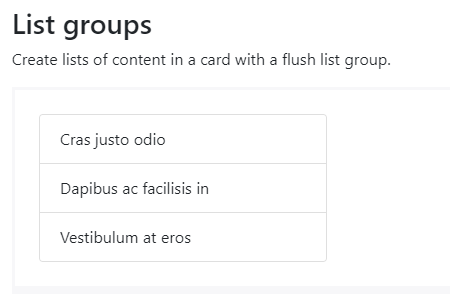 List groups
Create lists of content in a card with a flush list group.
Cras justo odio
Dapibus ac facilisis in
Vestibulum at eros